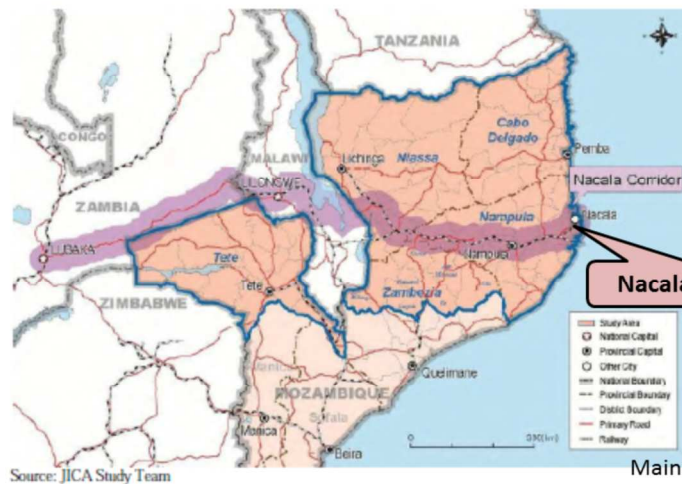 TANZANIA
CONGO
Cabo
Delgado
Pemba
Lichinga
Niassa
MALAWI
LILONGWE
Nacala Corridor
ZAMBIA
Nampula
Nacala
LUSAKA
Tete
Nampula
Nacala
Tete
Zambezia
ZIMBABWE
Study Area
National Capital
Provincial Capital
Other City
National Boundary
Provincial Boundary
District Boundary
Primary Road
Railway
Quelimane
Manica
MOZAMBIQUE
Sofala
Manica
Beira
0
Main
Source: JICA Study Team